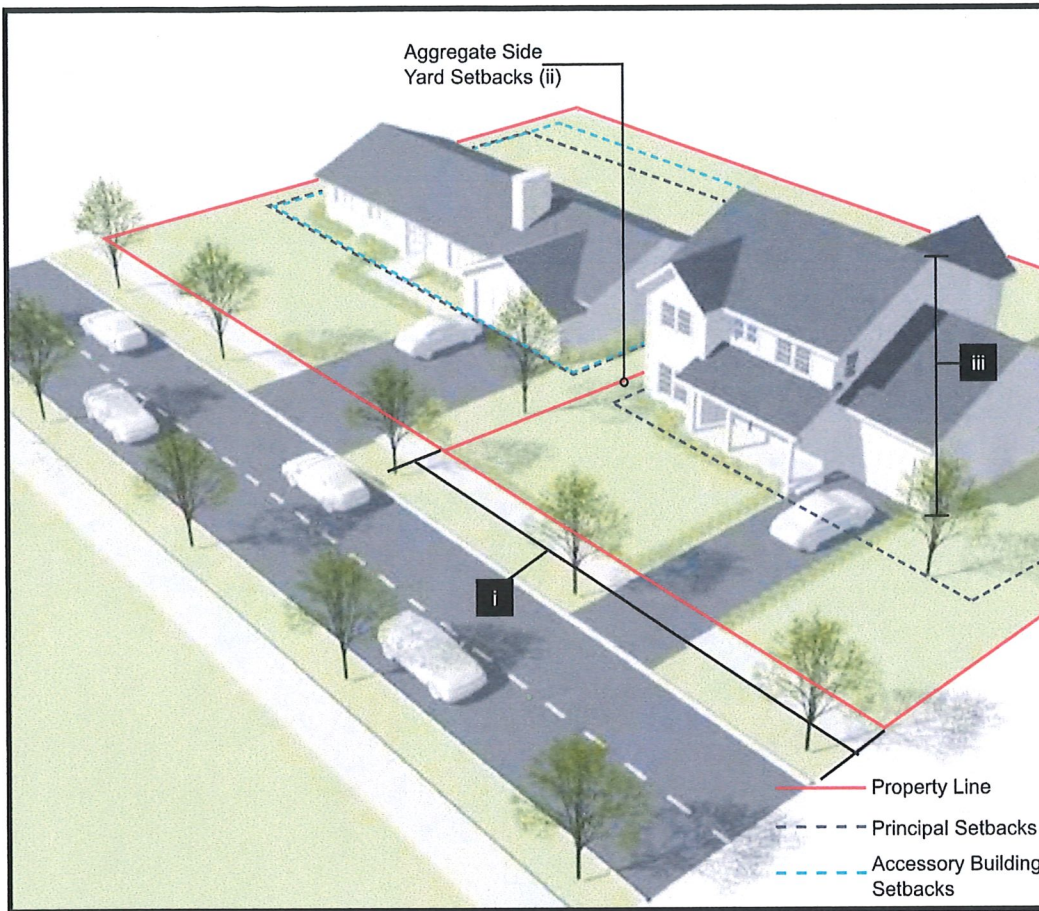 Aggregate Side
Yard Setbacks (ii)
iii
i
Property Line
Principal Setbacks
Accessory Building
Setbacks